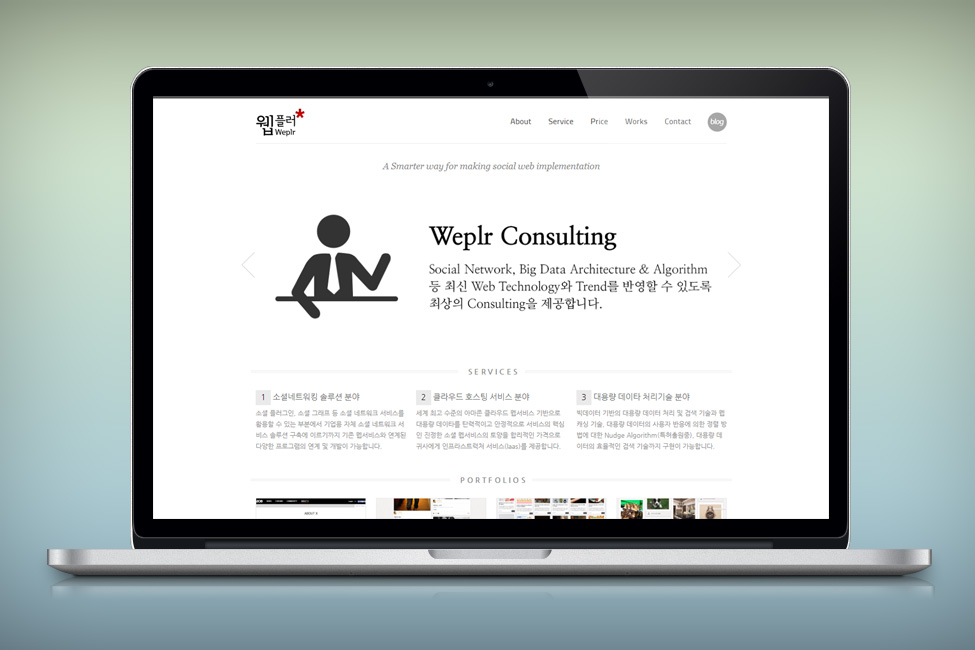 웹플러*
Weplr
About Service Price Works Contact blog
A Smarter way for making social web implementation
Weplr Consulting
Social Network, Big Data Architecture & Algorithm
등 최신 Web Technology와 Trend를 반영할 수 있도록
최상의 Consulting을 제공합니다.
SERVICES
1 소셜네트워킹 솔루션 분야
소셜 플러그인, 소셜 그래프 등 소셜 네트워크 서비스를
활용할 수 있는 부분에서 기업용 자체 소셜 네트워크 서
비스 솔루션 구축에 이르기까지 기존 웹서비스와 연계된
다양한 프로그램의 연계 및 개발이 가능합니다.
2 클라우드 호스팅 서비스 분야
세계 최고 수준의 아마존 클라우드 웹서비스 기반으로
대용량 데이타를 탄력적이고 안정적으로 서비스의 핵심
인 진정한 소셜 웹서비스의 토양을 합리적인 가격으로
귀사에게 인프라스트럭쳐 서비스(Iaas)를 제공합니다.
3 대용량 데이타 처리기술 분야
빅데이터 기반의 대용량 데이터 처리 및 검색 기술과 웹
캐싱 기술, 대용량 데이터의 사용자 반응에 의한 정렬 방
법에 대한 Nudge Algorithm(특허출원중), 대용량 데
이터의 효율적인 검색 기술까지 구현이 가능합니다.
PORTFOLIOS